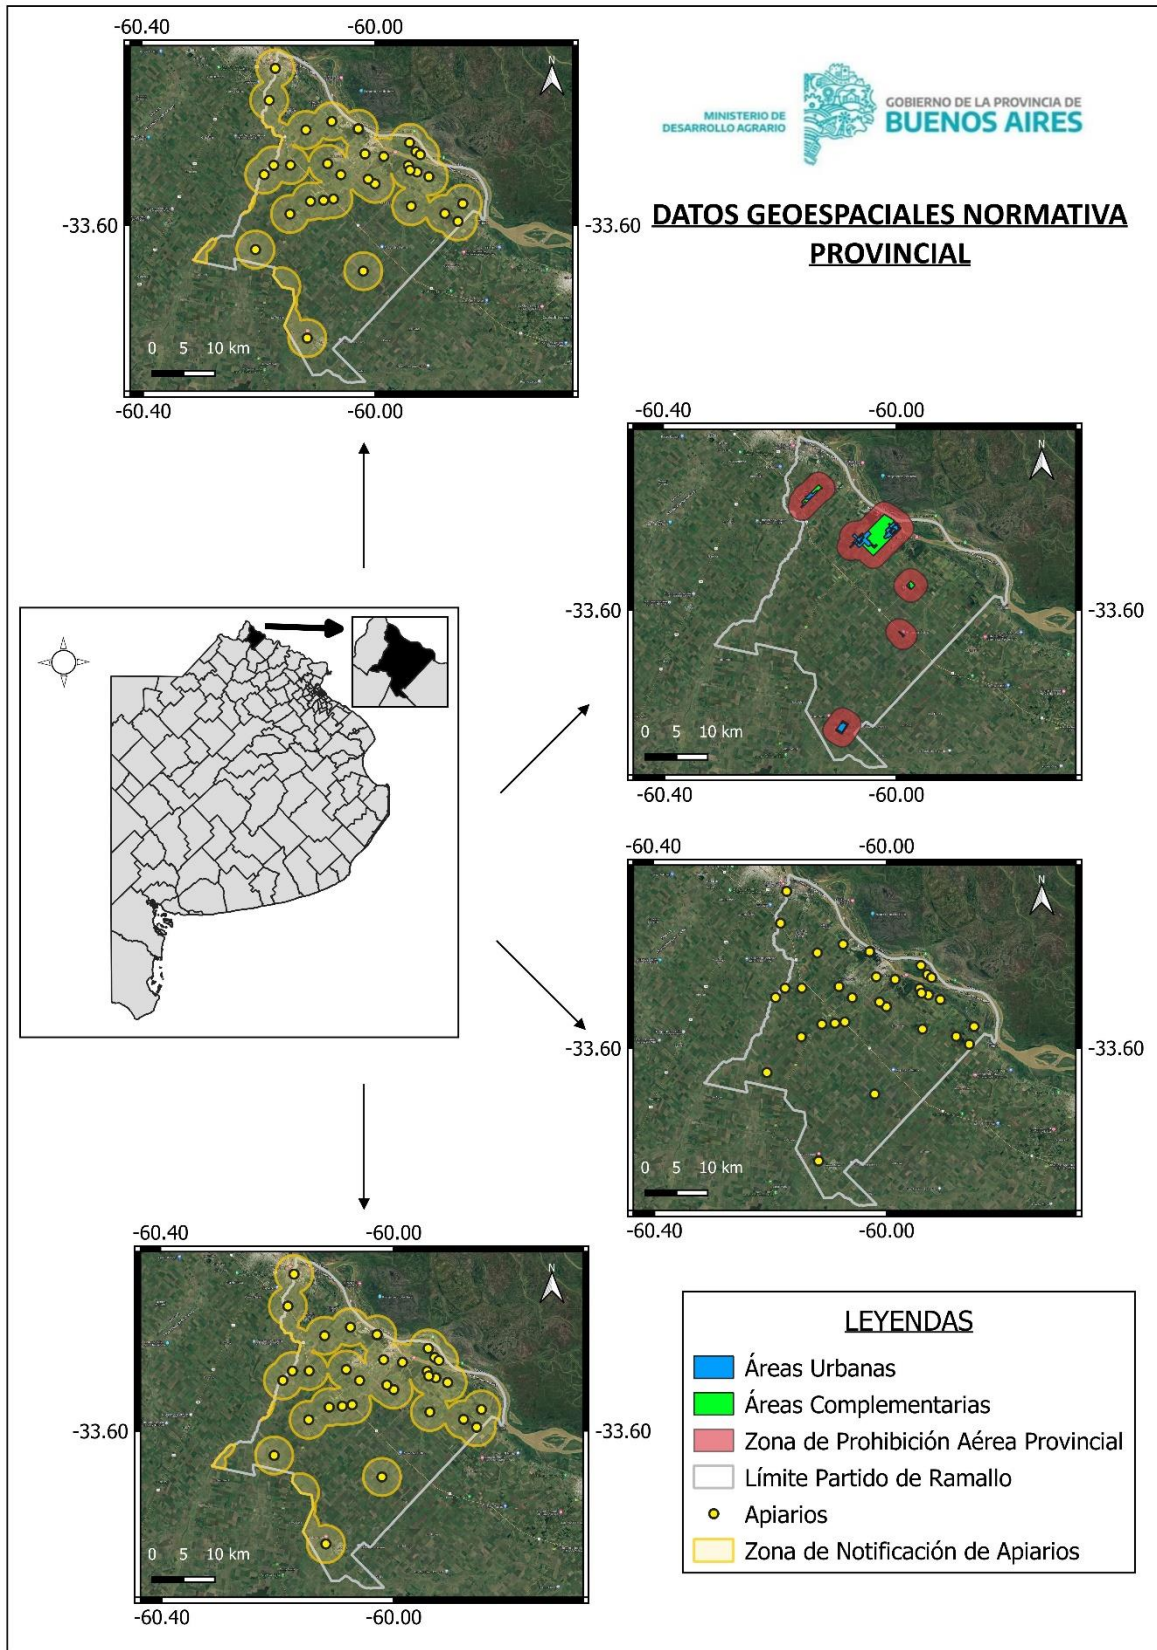 -60.40 -60.00
N
-33.60 -33.60
0 5 10 km
-60.40 -60.00
MINISTERIO DE
DESARROLLO AGRARIO
GOBIERNO DE LA PROVINCIA DE
BUENOS AIRES
DATOS GEOESPACIALES NORMATIVA
PROVINCIAL
-60.40 -60.00
N
-33.60 -33.60
0 5 10 km
-60.40 -60.00
-60.40 -60.00
N
-33.60 -33.60
0 5 10 km
-60.40 -60.00
-60.40 -60.00
N
-33.60 -33.60
0 5 10 km
-60.40 -60.00
LEYENDAS
Áreas Urbanas
Áreas Complementarias
Zona de Prohibición Aérea Provincial
Límite Partido de Ramallo
Apiarios
Zona de Notificación de Apiarios